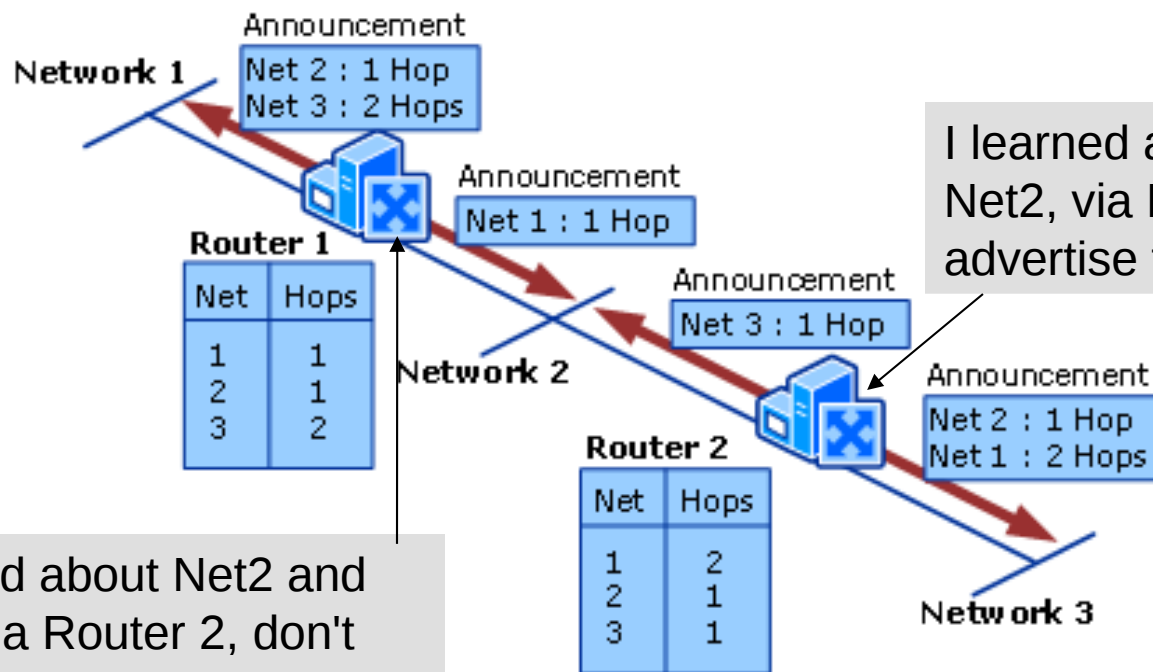 Announcement
Network 1
Net 2 : 1 Hop
Net 3 : 2 Hops
I learned
Net2, via
advertise
Announcement
Net 1 : 1 Hop
Router 1
Net Hops
1 1
2 1
3 2
Announcement
Net 3 : 1 Hop
Network 2
Announcement
Net 2 : 1 Hop
Net 1 : 2 Hops
Router 2
Net Hops
1 2
2 1
3 1
about Net2 and
Router 2, don't
Network 3